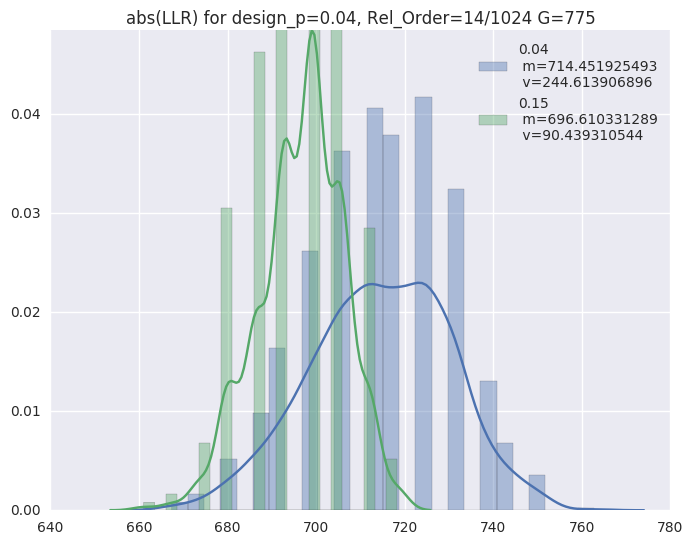 abs(LLR) for design_p=0.04, Rel_Order=14/1024 G=775
0.04
m=714.451925493
v=244.613906896
0.15
m=696.610331289
v=90.439310544
0.04
0.03
0.02
0.01
0.00
640 660 680 700 720 740 760 780